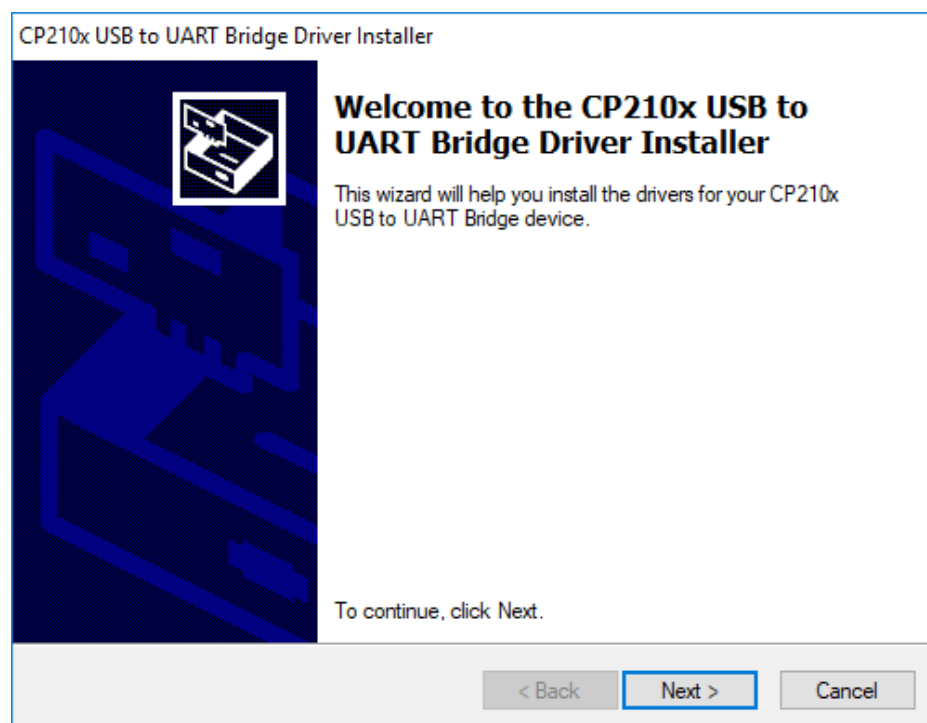 CP210x USB to UART Bridge Driver Installer
Welcome to the CP210x USB to
UART Bridge Driver Installer
This wizard will help you install the drivers for your CP210x
USB to UART Bridge device.
To continue, click Next.
< Back
Next >
Cancel